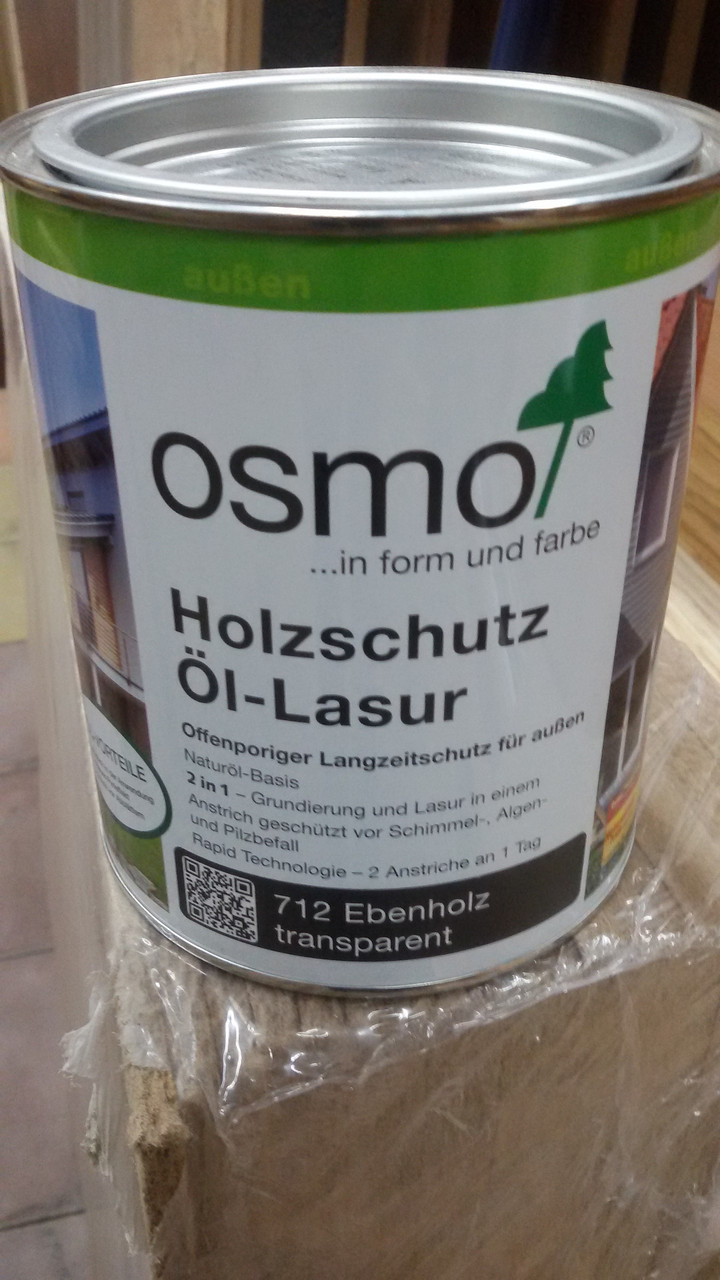 außen
außen
osmo
®
...in form und farbe
Holzschutz
Öl-Lasur
Offenporiger Langzeitschutz für außen
Naturöl-Basis
2 in 1 – Grundierung und Lasur in einem
Anstrich geschützt vor Schimmel-, Algen-
und Pilzbefall
Rapid Technologie – 2 Anstriche an 1 Tag
712 Ebenholz
transparent